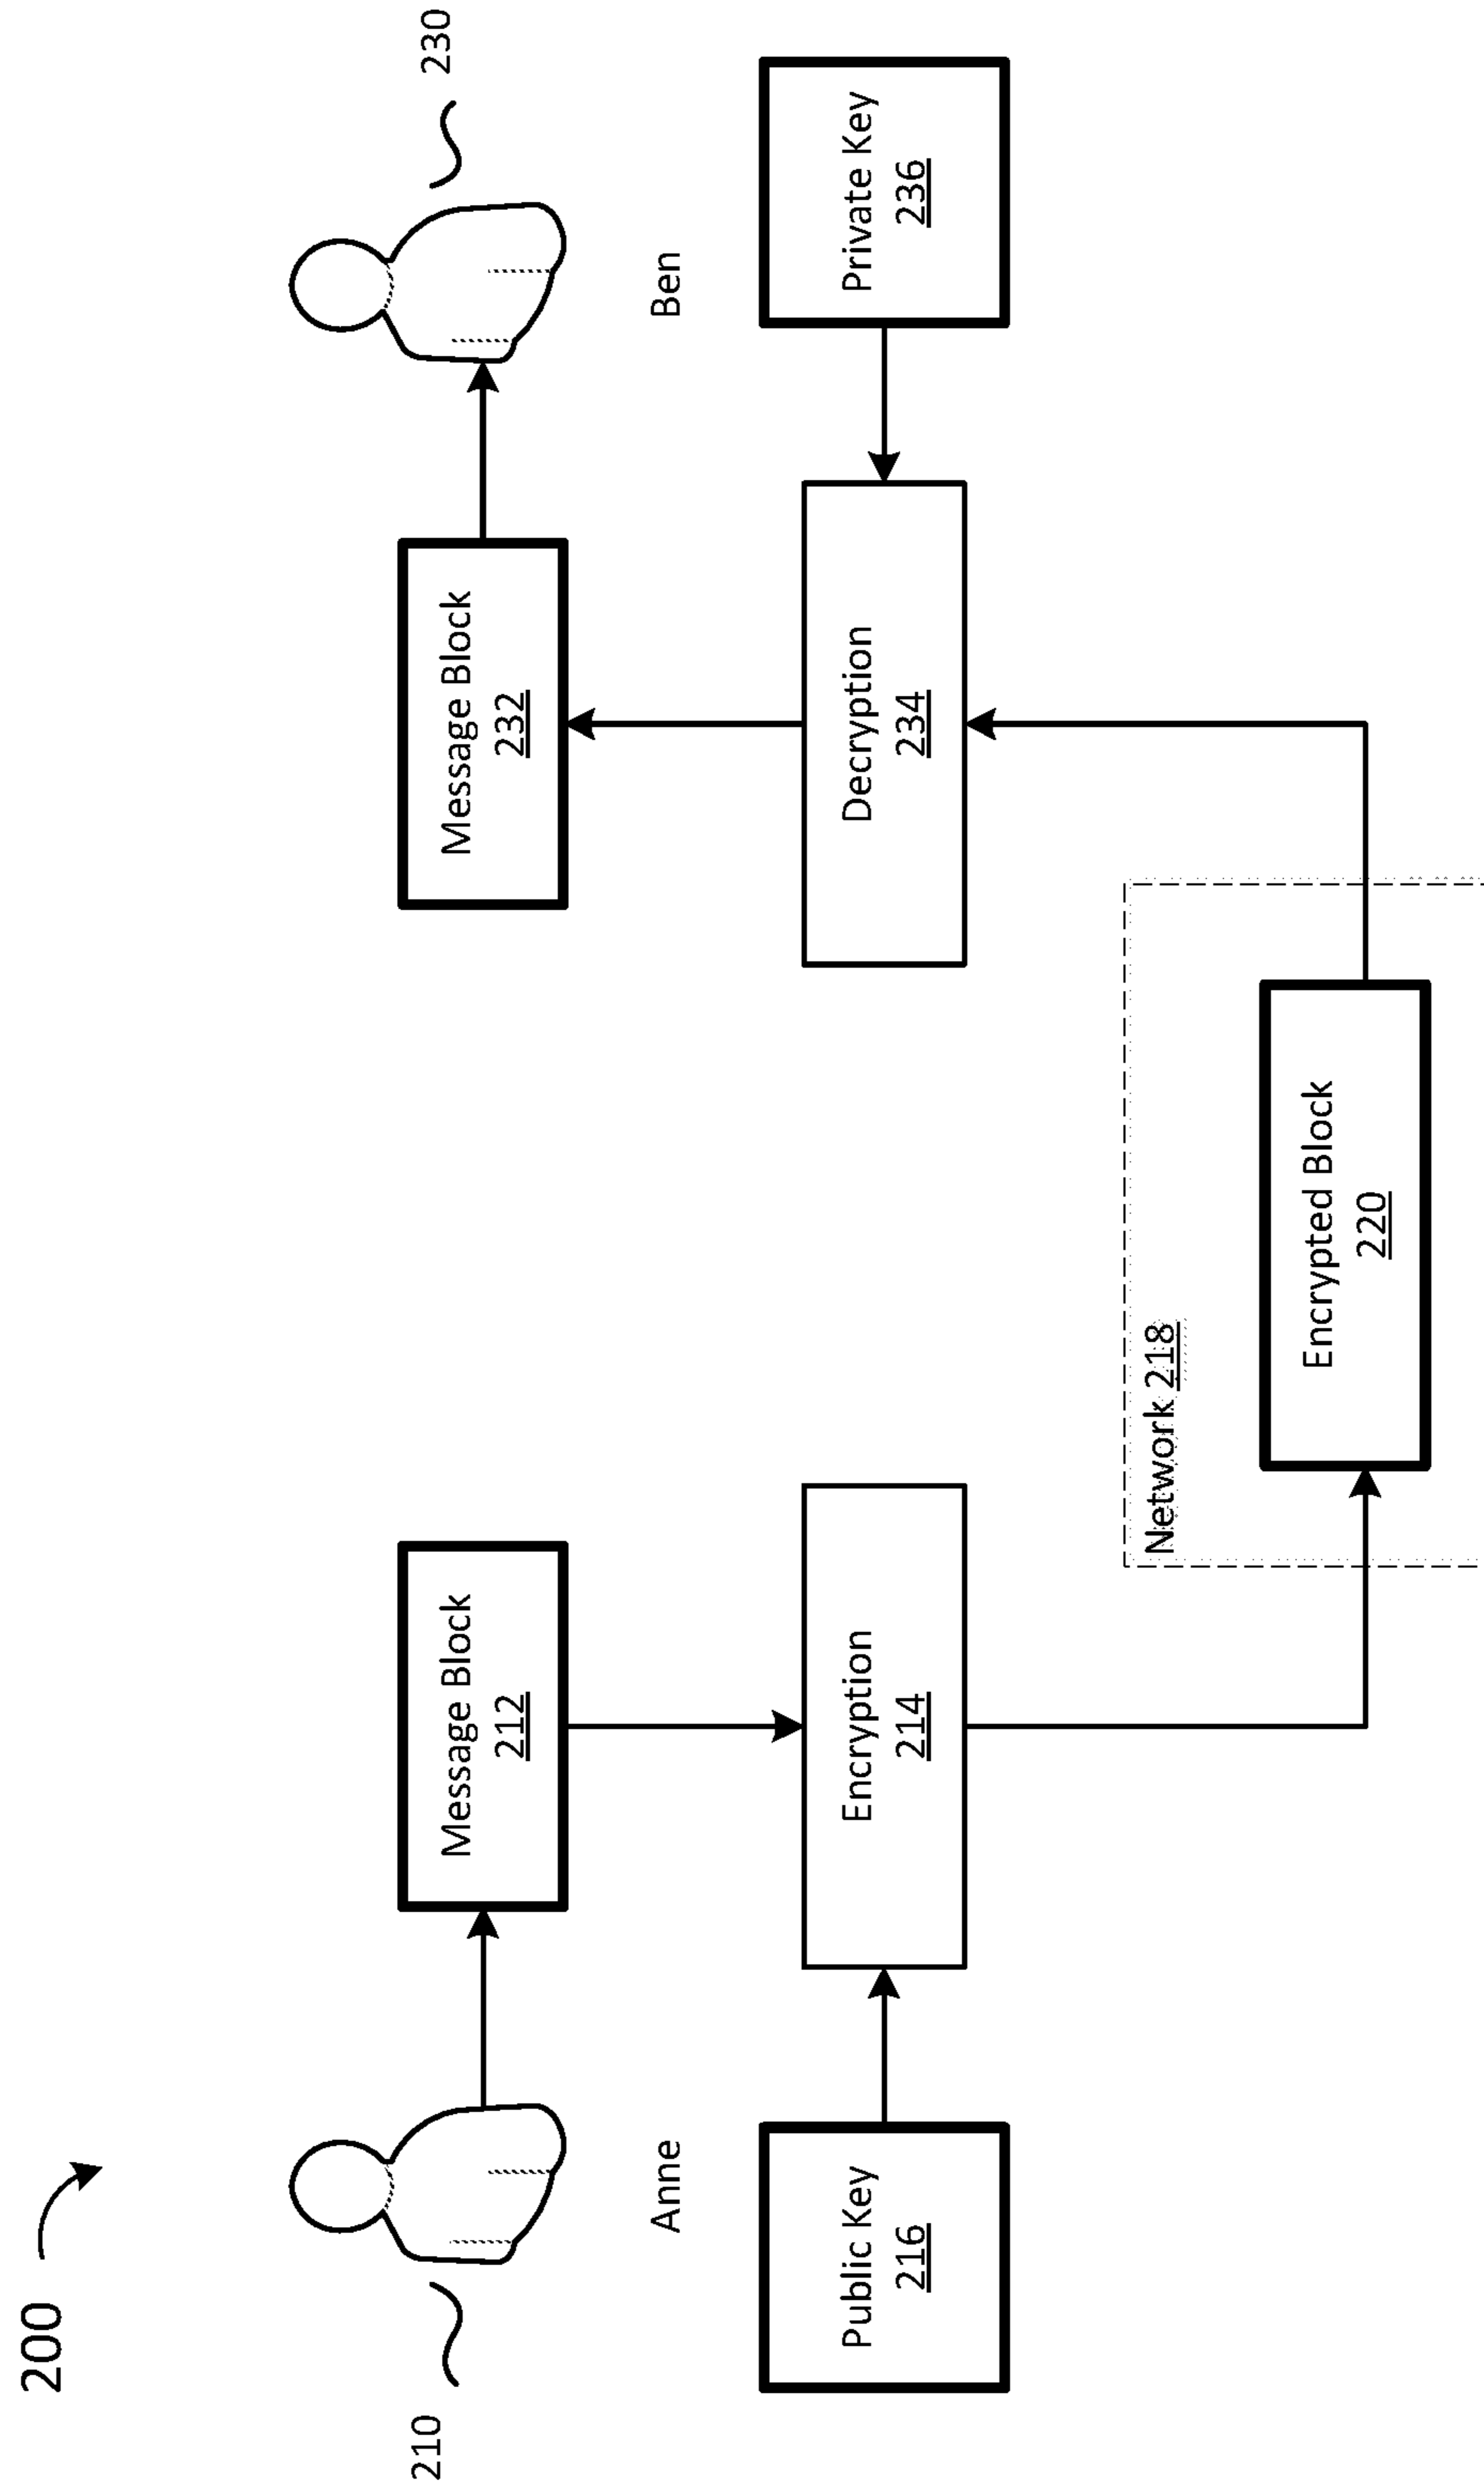 200
210
Anne
Message Block
212
Message Block
232
230
Ben
Public Key
216
Encryption
214
Decryption
234
Private Key
236
Network 218
Encrypted Block
220